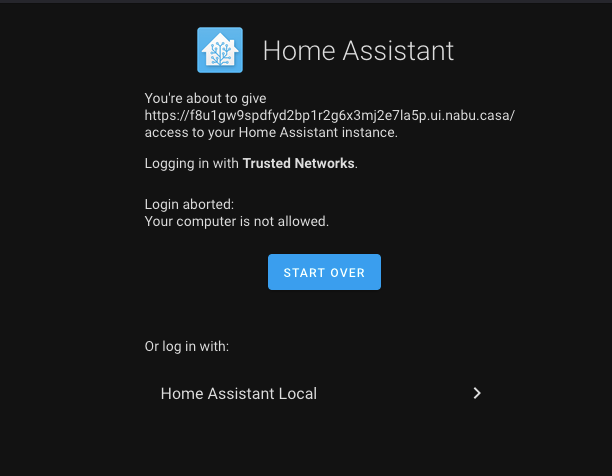 Home Assistant
You're about to give
https://f8u1gw9spdfyd2bp1r2g6x3mj2e7la5p.ui.nabu.casa/
access to your Home Assistant instance.
Logging in with Trusted Networks.
Login aborted:
Your computer is not allowed.
START OVER
Or log in with:
Home Assistant Local